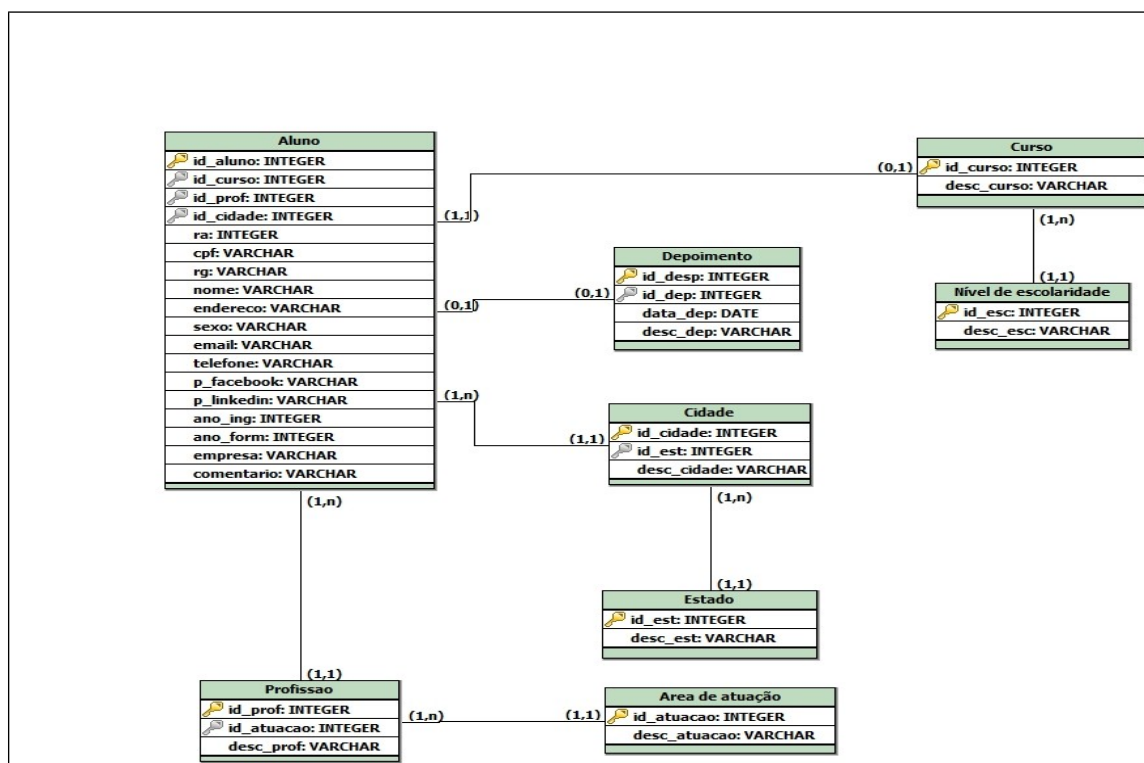 Aluno
id_aluno: INTEGER
id_curso: INTEGER
id_prof: INTEGER
id_cidade: INTEGER
ra: INTEGER
cpf: VARCHAR
rg: VARCHAR
nome: VARCHAR
endereco: VARCHAR
sexo: VARCHAR
email: VARCHAR
telefone: VARCHAR
p_facebook: VARCHAR
p_linkedin: VARCHAR
ano_ing: INTEGER
ano_form: INTEGER
empresa: VARCHAR
comentario: VARCHAR
(1,1)
(0,1)
Curso
id_curso: INTEGER
desc_curso: VARCHAR
(1,n)
(1,1)
Nível de escolaridade
id_esc: INTEGER
desc_esc: VARCHAR
(0,1)
(0,1)
Depoimento
id_desp: INTEGER
id_dep: INTEGER
data_dep: DATE
desc_dep: VARCHAR
(1,n)
(1,1)
Cidade
id_cidade: INTEGER
id_est: INTEGER
desc_cidade: VARCHAR
(1,n)
(1,1)
Estado
id_est: INTEGER
desc_est: VARCHAR
(1,n)
(1,1)
Profissao
id_prof: INTEGER
id_atuacao: INTEGER
desc_prof: VARCHAR
(1,n)
(1,1)
Area de atuação
id_atuacao: INTEGER
desc_atuacao: VARCHAR